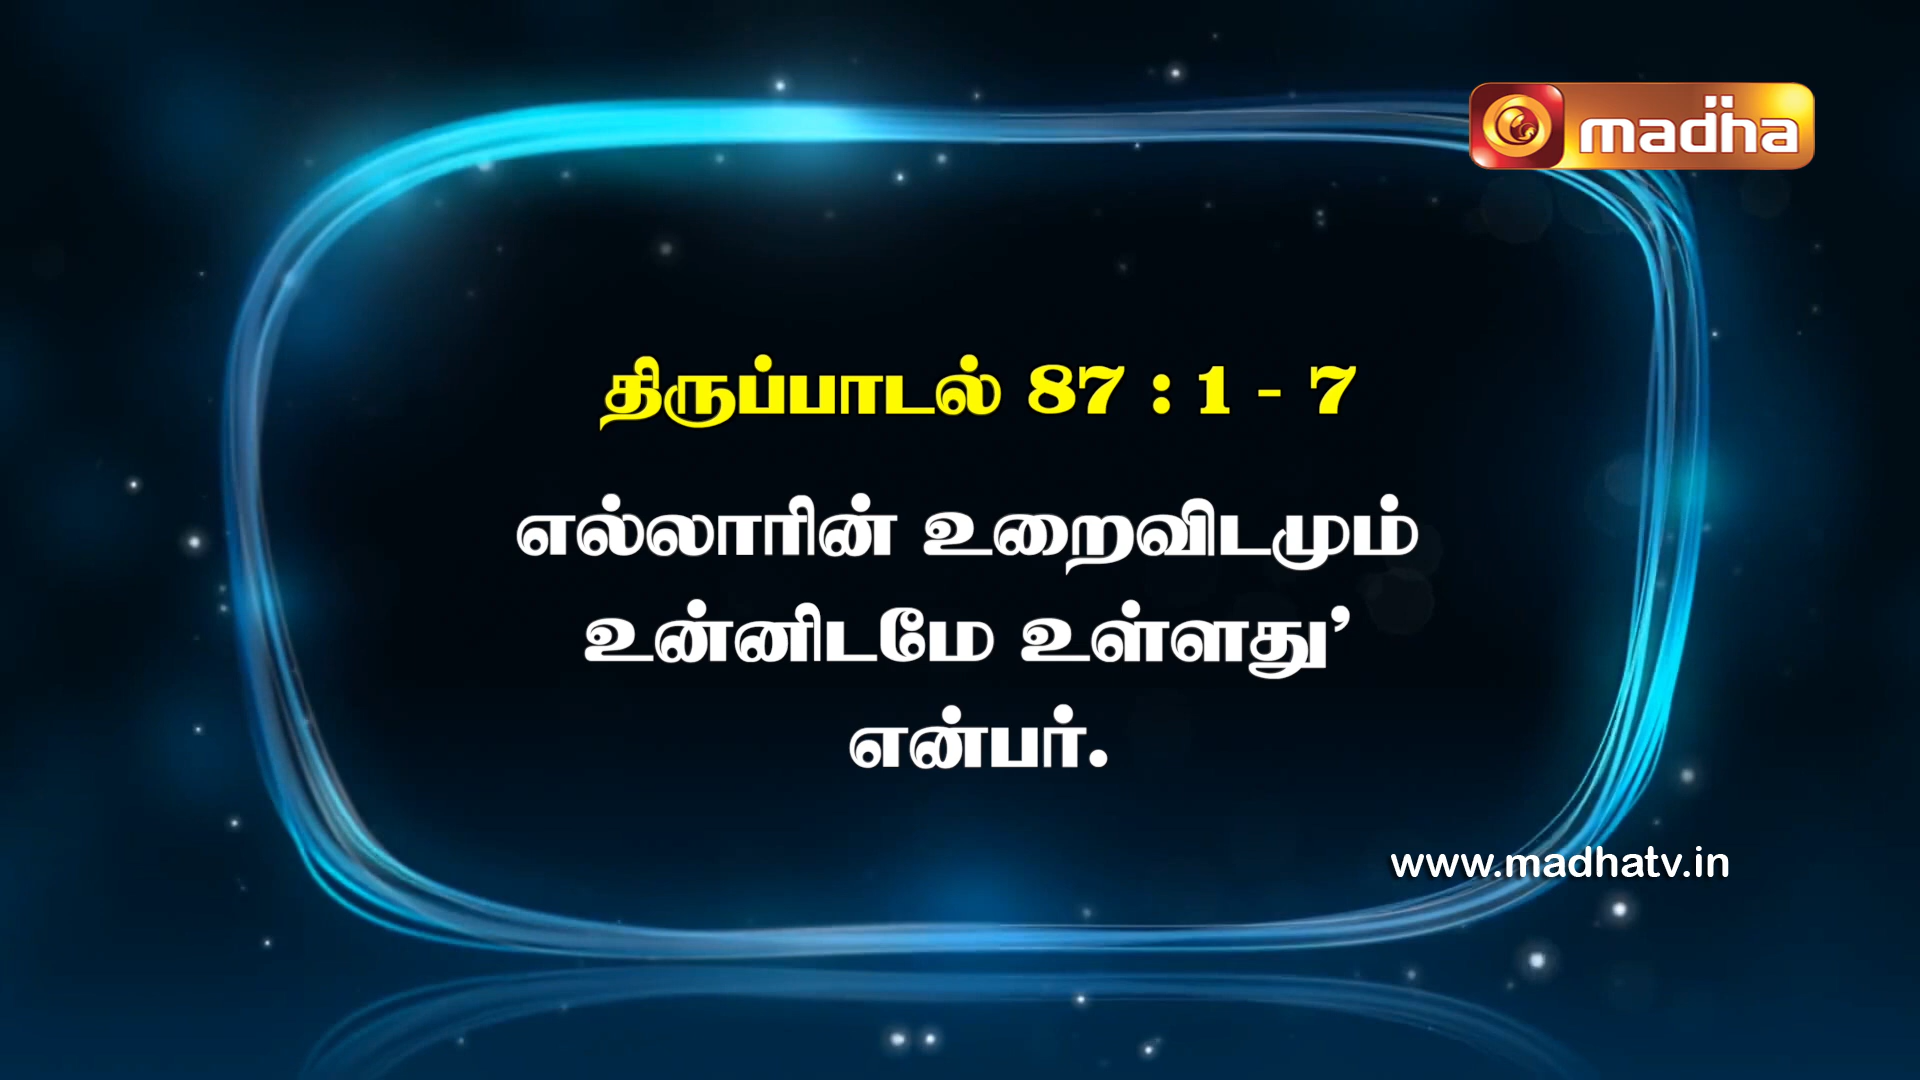 madha
திருப்பாடல் 87 : 1 - 7
எல்லாரின் உறைவிடமும்
உன்னிடமே உள்ளது’
என்பர்.
www.madhatv.in